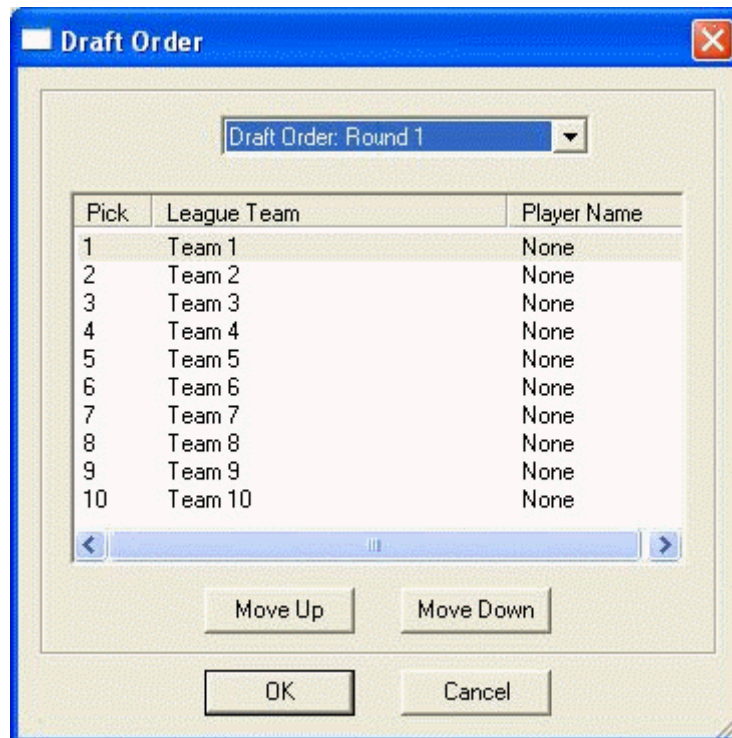 Draft Order
Draft Order: Round 1
Pick League Team Player Name
1 Team 1 None
2 Team 2 None
3 Team 3 None
4 Team 4 None
5 Team 5 None
6 Team 6 None
7 Team 7 None
8 Team 8 None
9 Team 9 None
10 Team 10 None
Move Up Move Down
OK Cancel